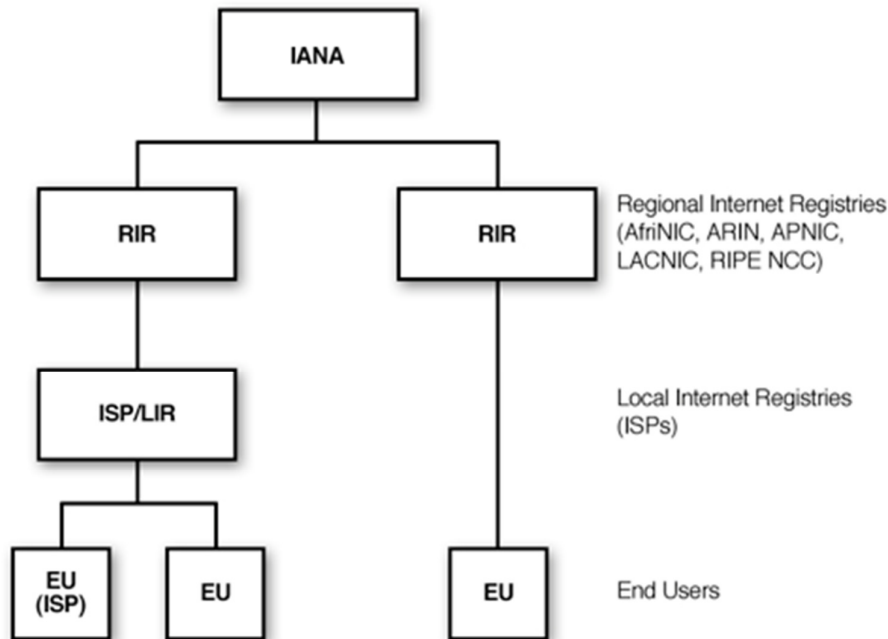 IANA
RIR
RIR
Regional Internet Registries
(AfriNIC, ARIN, APNIC,
LACNIC, RIPE NCC)
ISP/LIR
Local Internet Registries
(ISPs)
EU
(ISP)
EU
EU
End Users